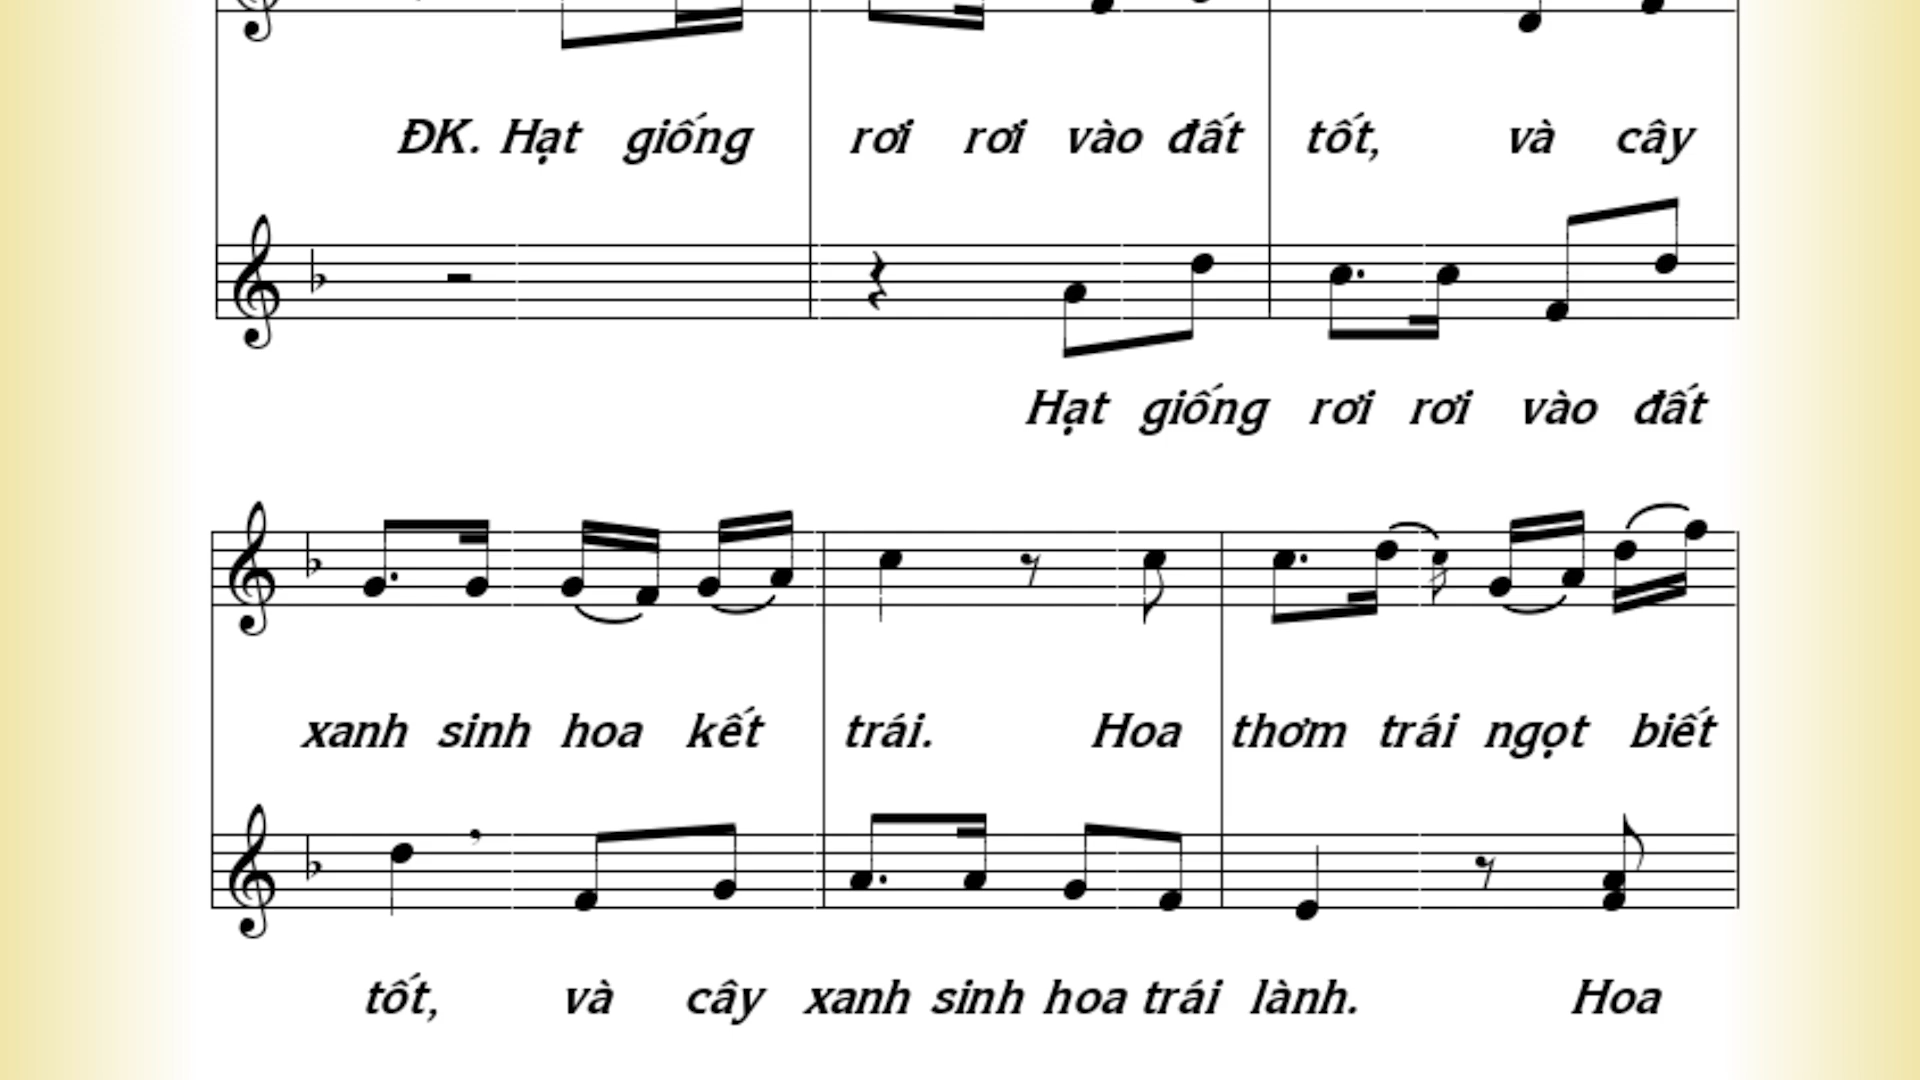 ĐK. Hạt giống rơi rơi vào đất tốt, và cây
Hạt giống rơi rơi vào đất
xanh sinh hoa kết trái. Hoa thơm trái ngọt biết
tốt, và cây xanh sinh hoa trái lành. Hoa